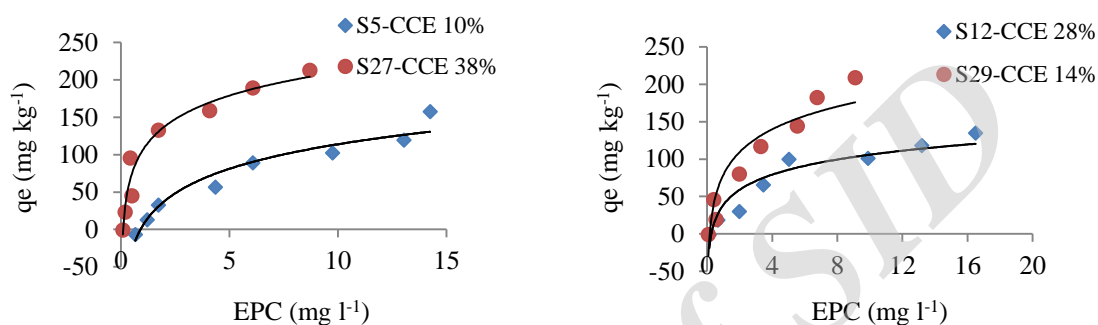 S5-CCE 10%
S27-CCE 38%
250
200
150
100
50
0
-50
qe (mg kg-1)
0 5 10 15
EPC (mg l-1)
S12-CCE 28%
S29-CCE 14%
250
200
150
100
50
0
-50
qe (mg kg-1)
0 4 8 12 16 20
EPC (mg l-1)
f SID